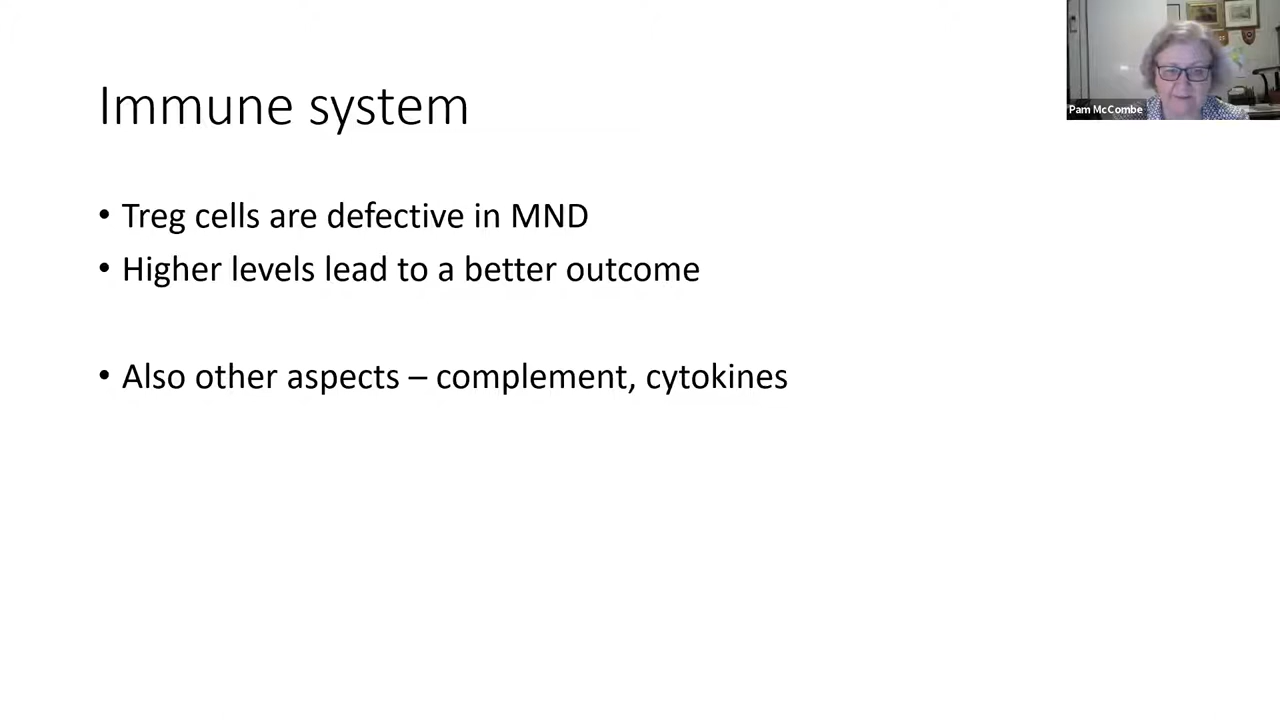 Immune system
Pam McCombe
• Treg cells are defective in MND
• Higher levels lead to a better outcome
• Also other aspects – complement, cytokines